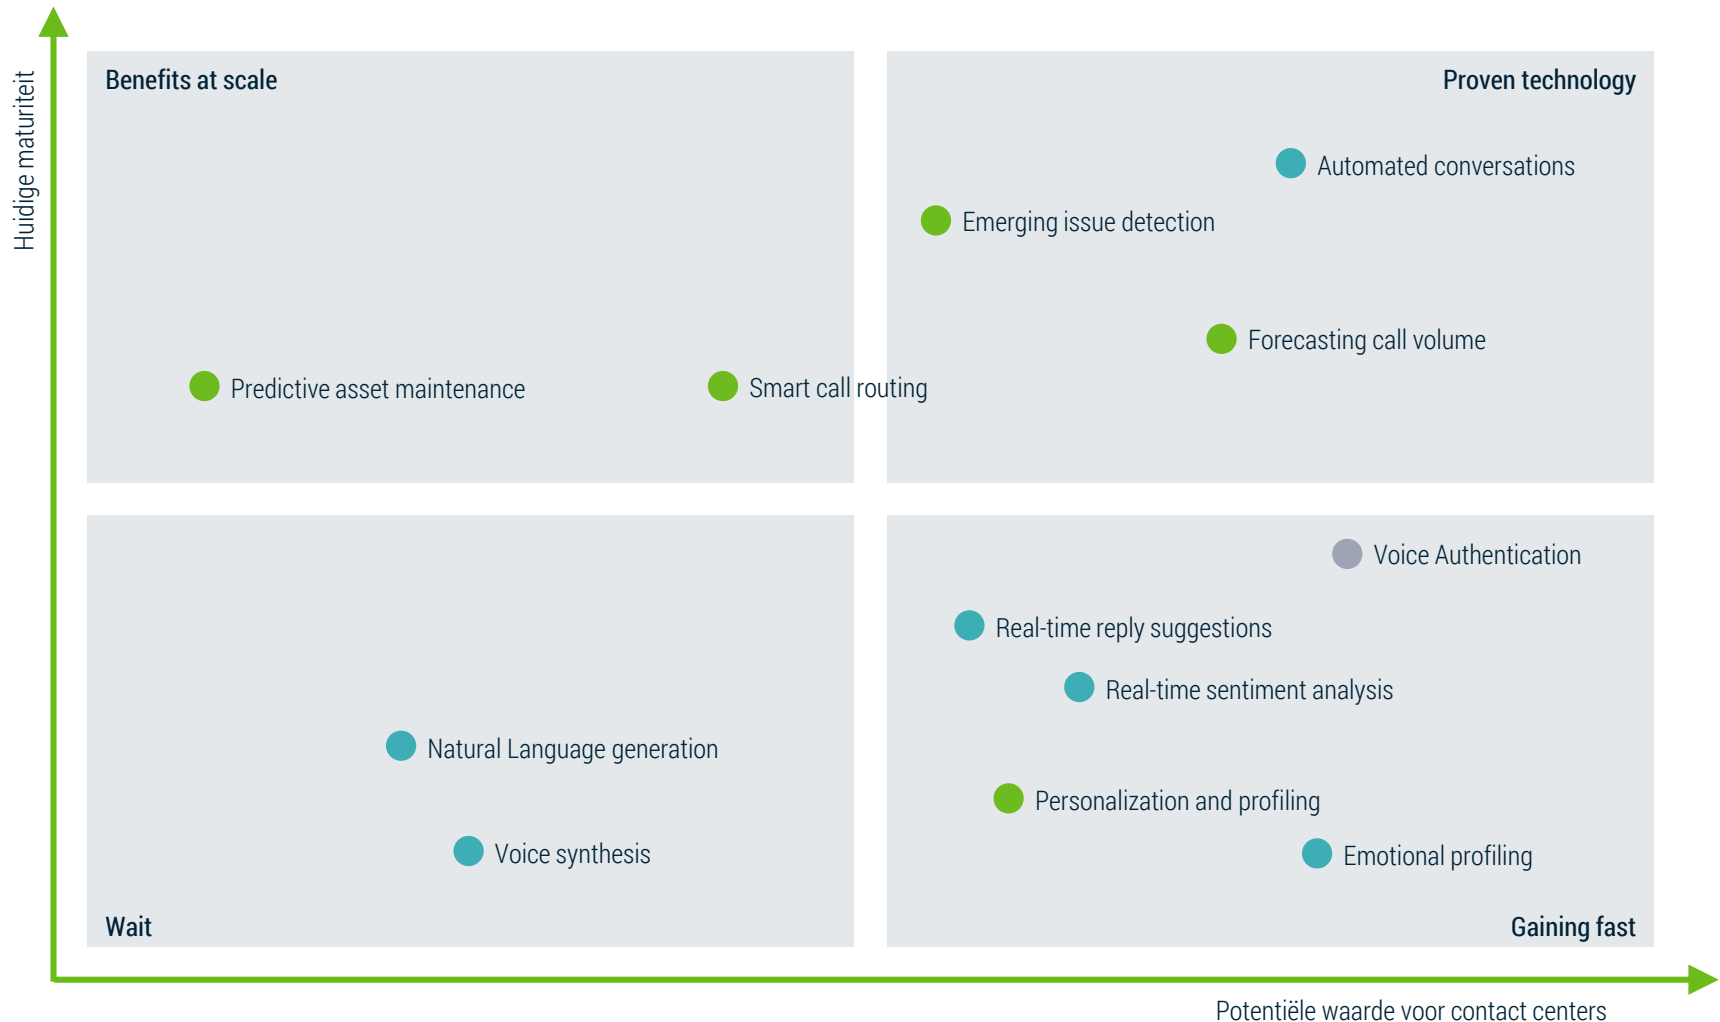 Huidige maturiteit
Benefits at scale
Predictive asset maintenance
Smart call routing
Proven technology
Automated conversations
Emerging issue detection
Forecasting call volume
Natural Language generation
Voice synthesis
Wait
Voice Authentication
Real-time reply suggestions
Real-time sentiment analysis
Personalization and profiling
Emotional profiling
Gaining fast
Potentiële waarde voor contact centers